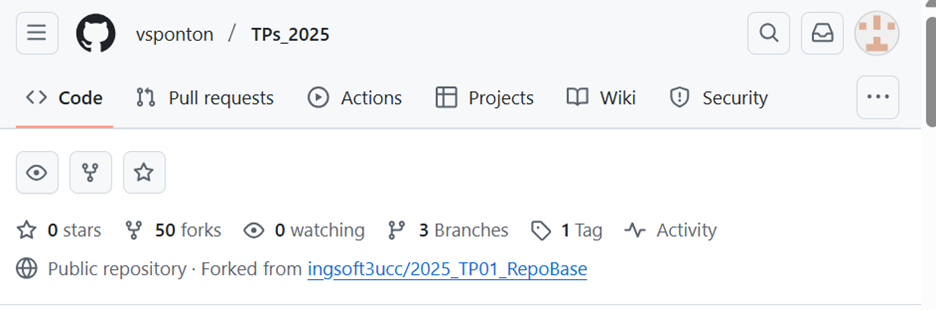 vsponton / TPs_2025
Code Pull requests Actions Projects Wiki Security
0 stars 50 forks 0 watching 3 Branches 1 Tag Activity
Public repository · Forked from ingsoft3ucc/2025_TP01_RepoBase